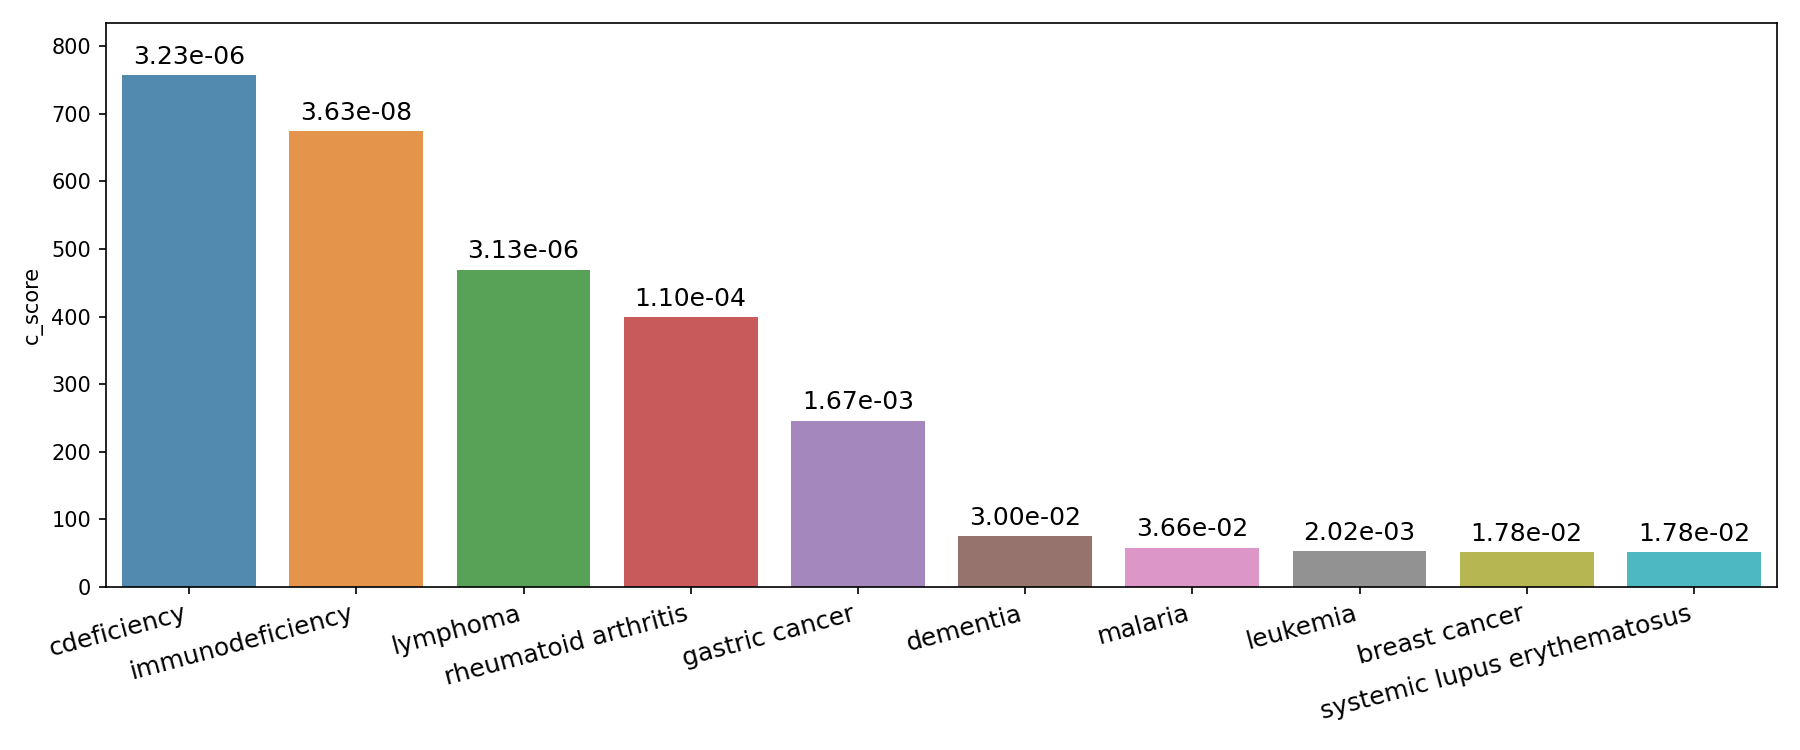 c_score
800
700
600
500
400
300
200
100
0
3.23e-06
3.63e-08
3.13e-06
1.10e-04
1.67e-03
3.00e-02
3.66e-02
2.02e-03
1.78e-02
1.78e-02
cdeficiency
immunodeficiency
lymphoma
rheumatoid arthritis
gastric cancer
dementia
malaria
leukemia
breast cancer
systemic lupus erythematosus